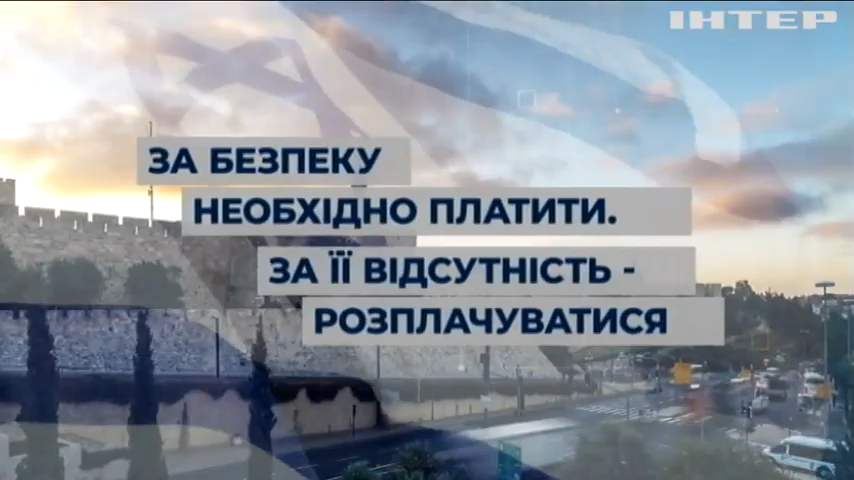 ІНТЕР
ЗА БЕЗПЕКУ
НЕОБХІДНО ПЛАТИТИ.
ЗА ЇЇ ВІДСУТНІСТЬ -
РОЗПЛАЧУВАТИСЯ